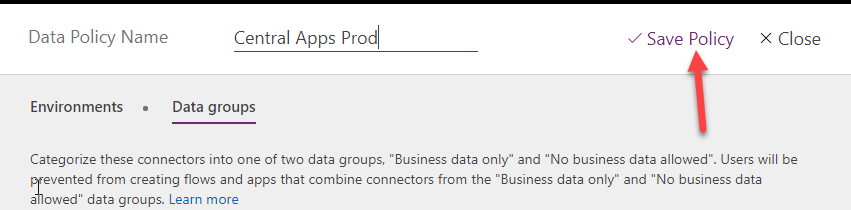 Data Policy Name Central Apps Prod Save Policy Close
Environments • Data groups
Categorize these connectors into one of two data groups, "Business data only" and "No business data allowed". Users will be
prevented from creating flows and apps that combine connectors from the "Business data only" and "No business data
allowed" data groups. Learn more